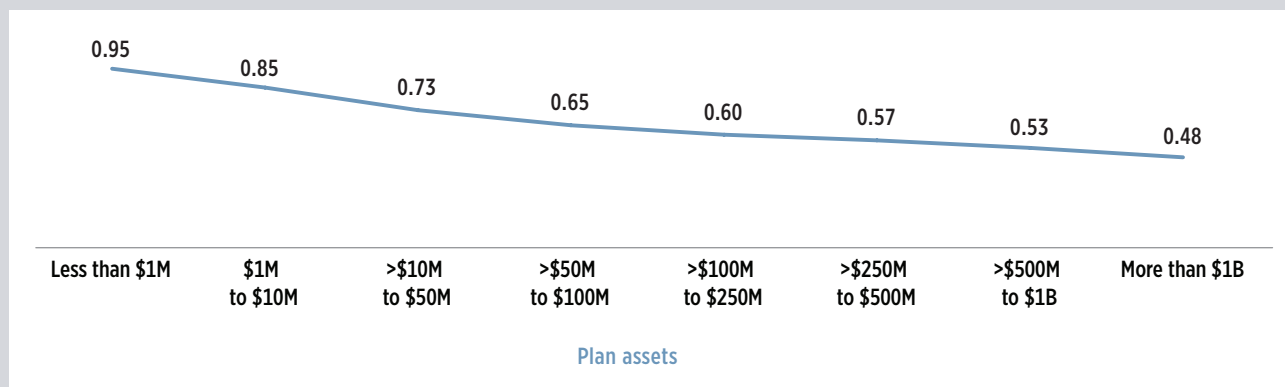 0.95
0.85
0.73
0.65
0.60
0.57
0.53
0.48
Less than $1M
$1M
to $10M
>$10M
to $50M
>$50M
to $100M
>$100M
to $250M
>$250M
to $500M
>$500M
to $1B
More than $1B
Plan assets